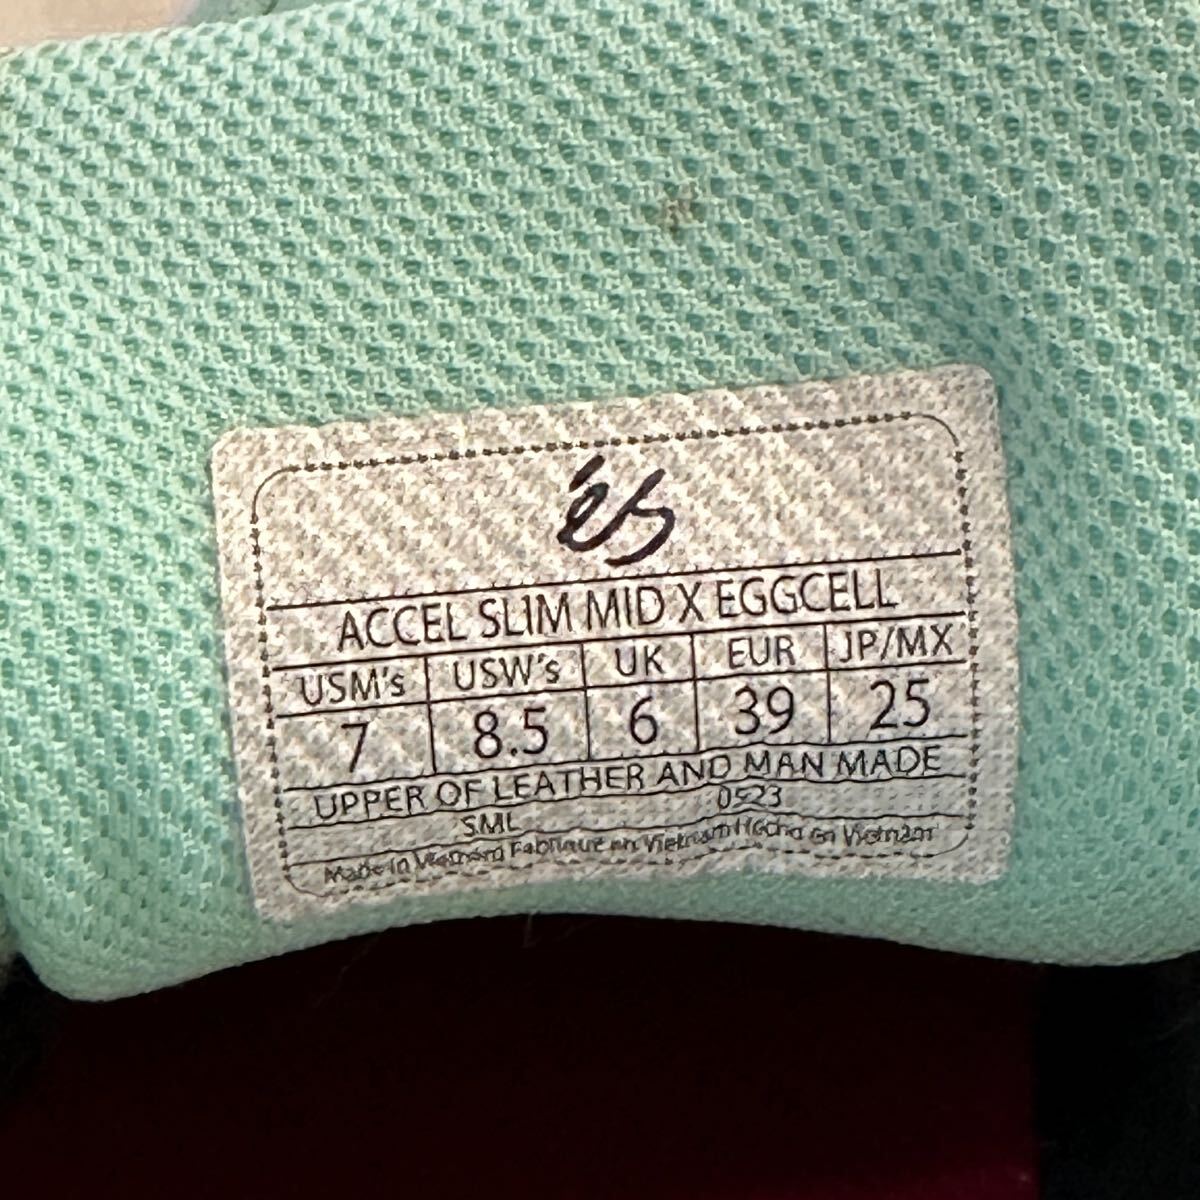 és
ACCEL SLIM MID X EGGCELL
USM's USW's UK EUR JP/MX
7 8.5 6 39 25
UPPER OF LEATHER AND MAN MADE
SML 0523
Made in Vietnam Fabrique en Vietnam Hecho en Vietnam